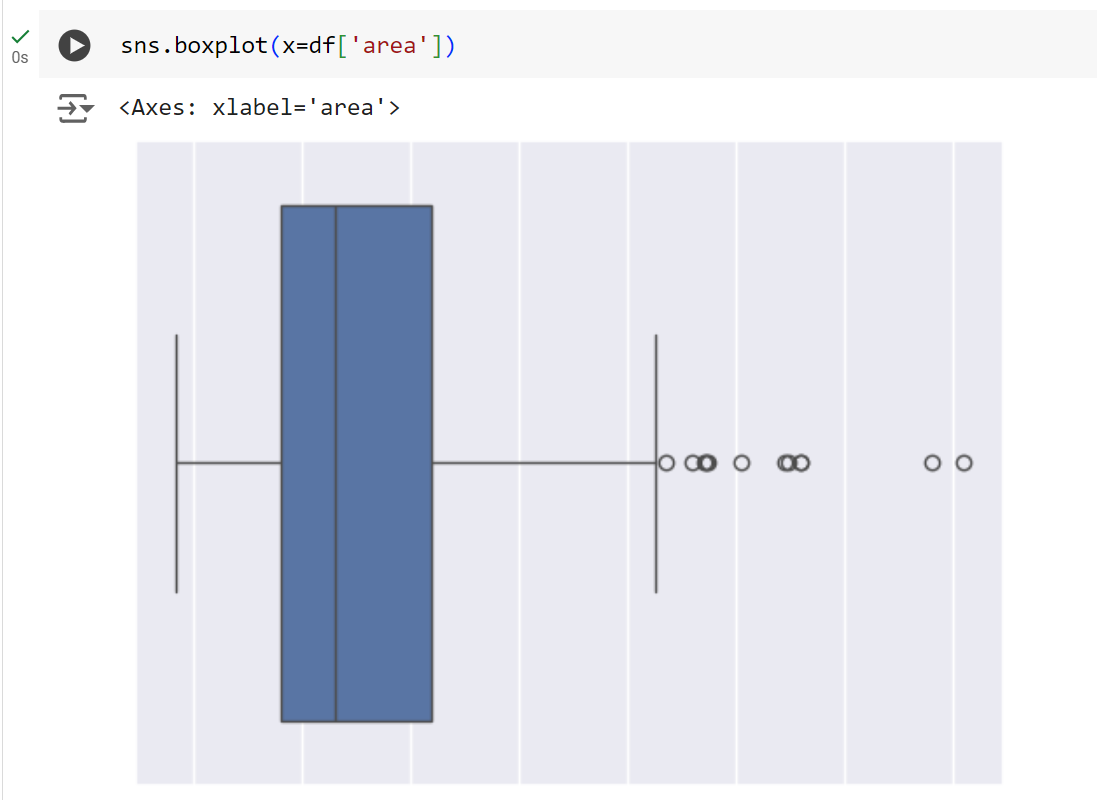 sns.boxplot(x=df['area'])
0s
<Axes: xlabel='area'>